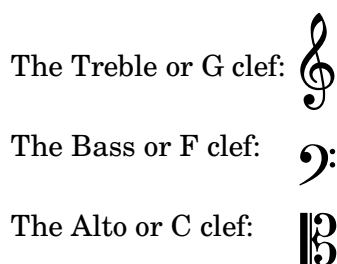 The Treble or G clef:
The Bass or F clef:
The Alto or C clef: